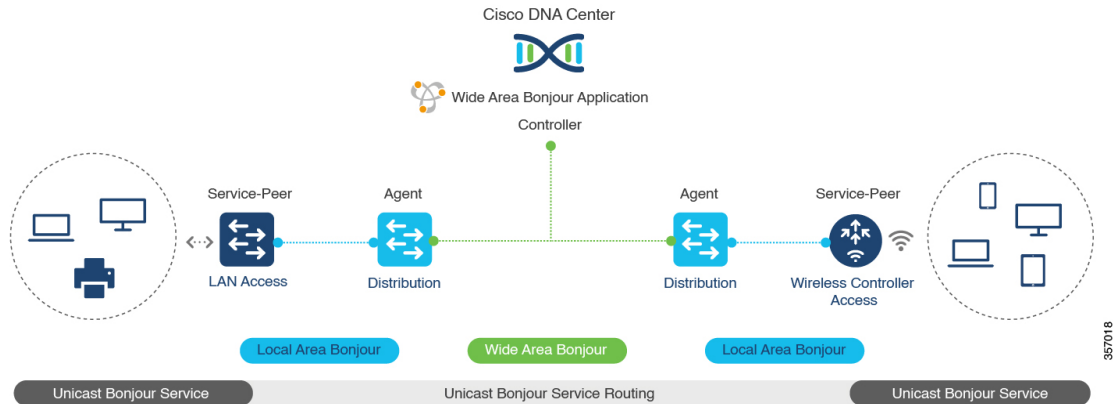 Cisco DNA Center
Wide Area Bonjour Application
Controller
Service-Peer
Agent
Agent
Service-Peer
LAN Access
Distribution
Distribution
Wireless Controller
Access
Local Area Bonjour
Wide Area Bonjour
Local Area Bonjour
Unicast Bonjour Service
Unicast Bonjour Service Routing
Unicast Bonjour Service
357018